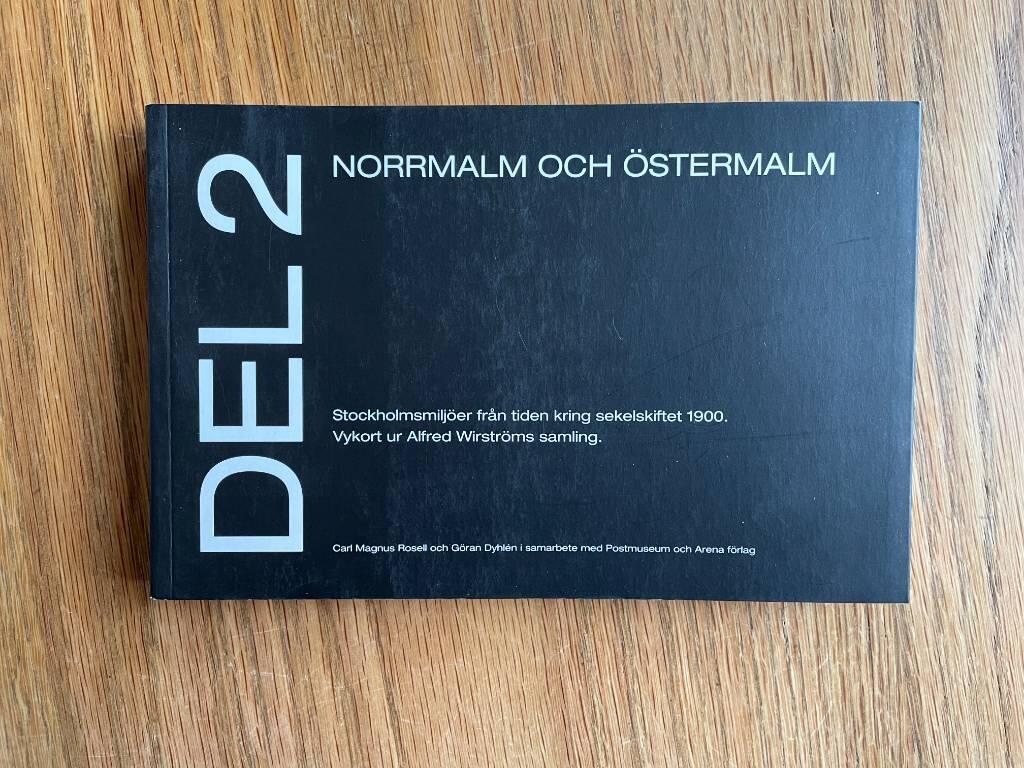 DEL 2
NORRMALM OCH ÖSTERMALM
Stockholmsmiljöer från tiden kring sekelskiftet 1900.
Vykort ur Alfred Wirströms samling.
Carl Magnus Rosell och Göran Dyhlén i samarbete med Postmuseum och Arena förlag